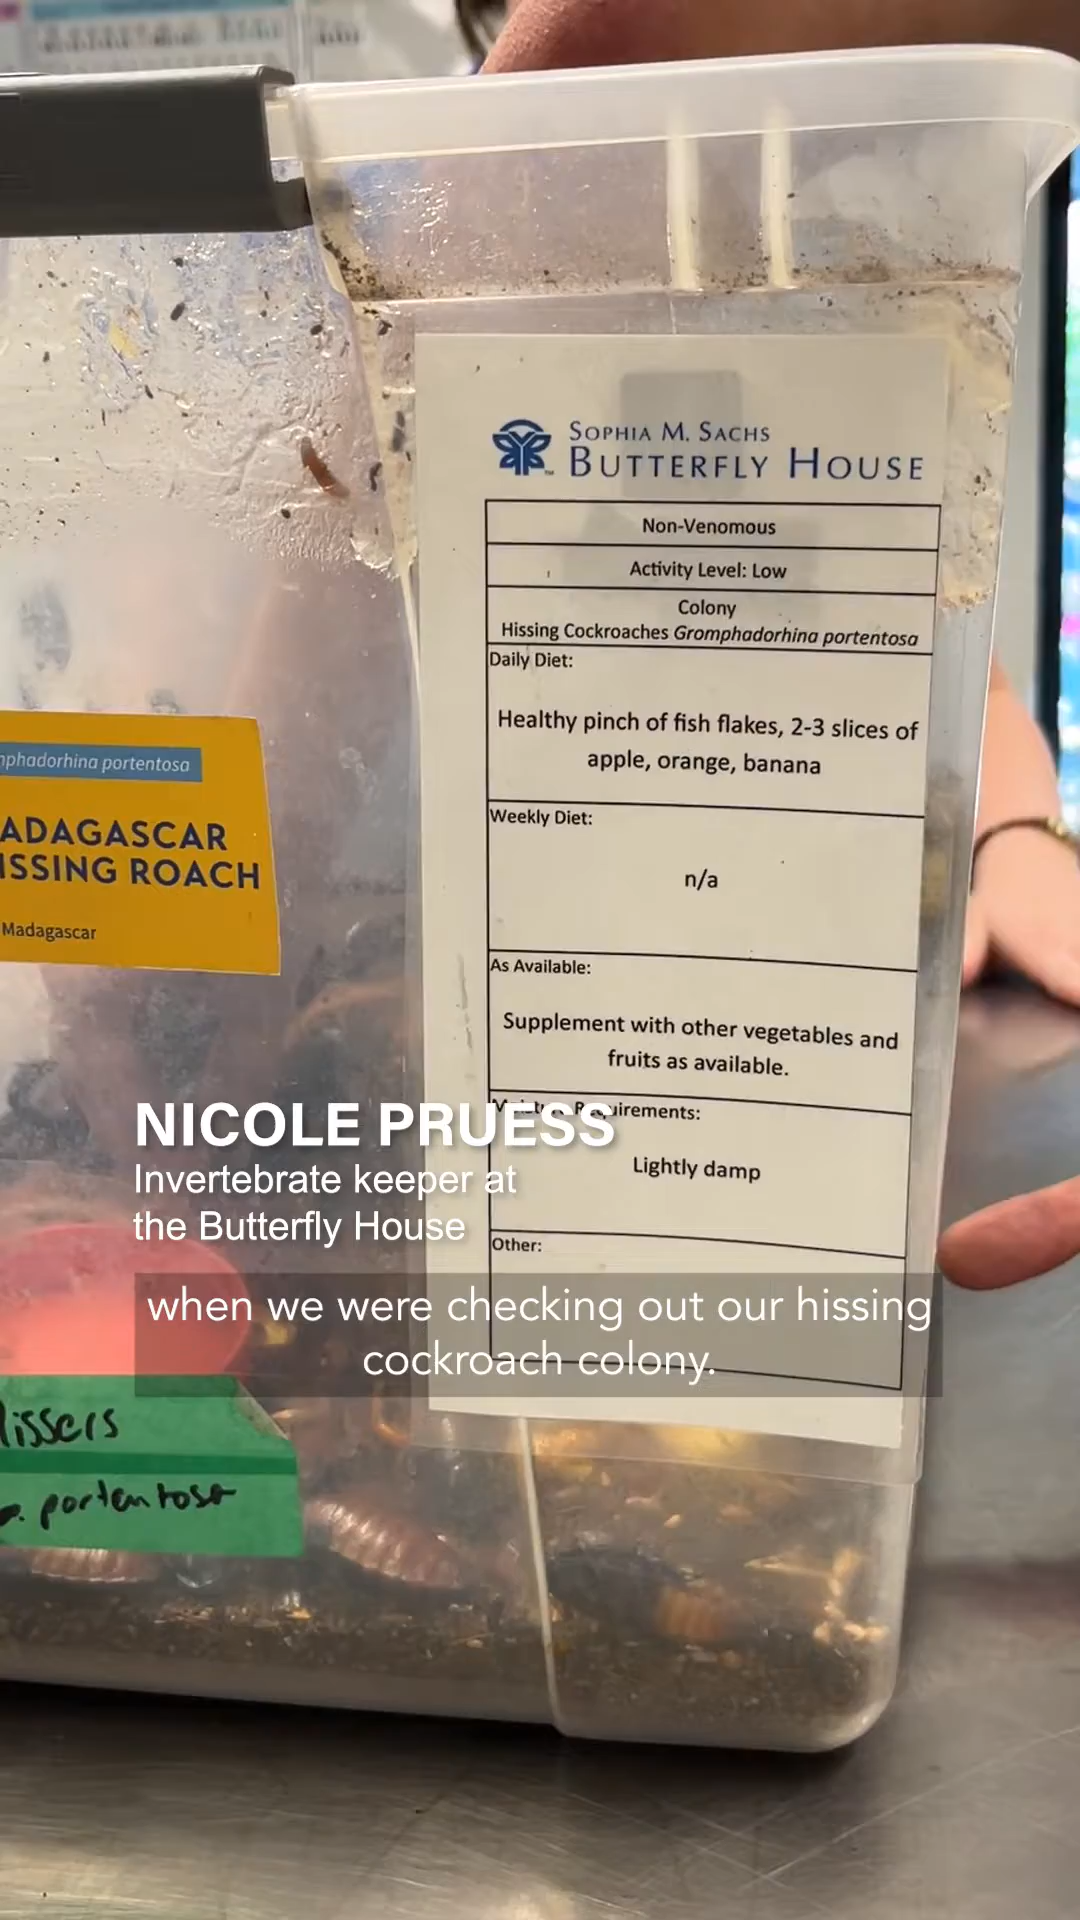 SOPHIA M. SACHS
BUTTERFLY HOUSE
Non-Venomous
Activity Level: Low
Colony
Hissing Cockroaches Gromphadorhina portentosa
Daily Diet:
Healthy pinch of fish flakes, 2-3 slices of
apple, orange, banana
Weekly Diet:
n/a
As Available:
Supplement with other vegetables and
fruits as available.
Moisture Requirements:
Lightly damp
Other:
mphadorhina portentosa
ADAGASCAR
ISSING ROACH
Madagascar
NICOLE PRUESS
Invertebrate keeper at
the Butterfly House
when we were checking out our hissing
cockroach colony.
Hissers
portentosa